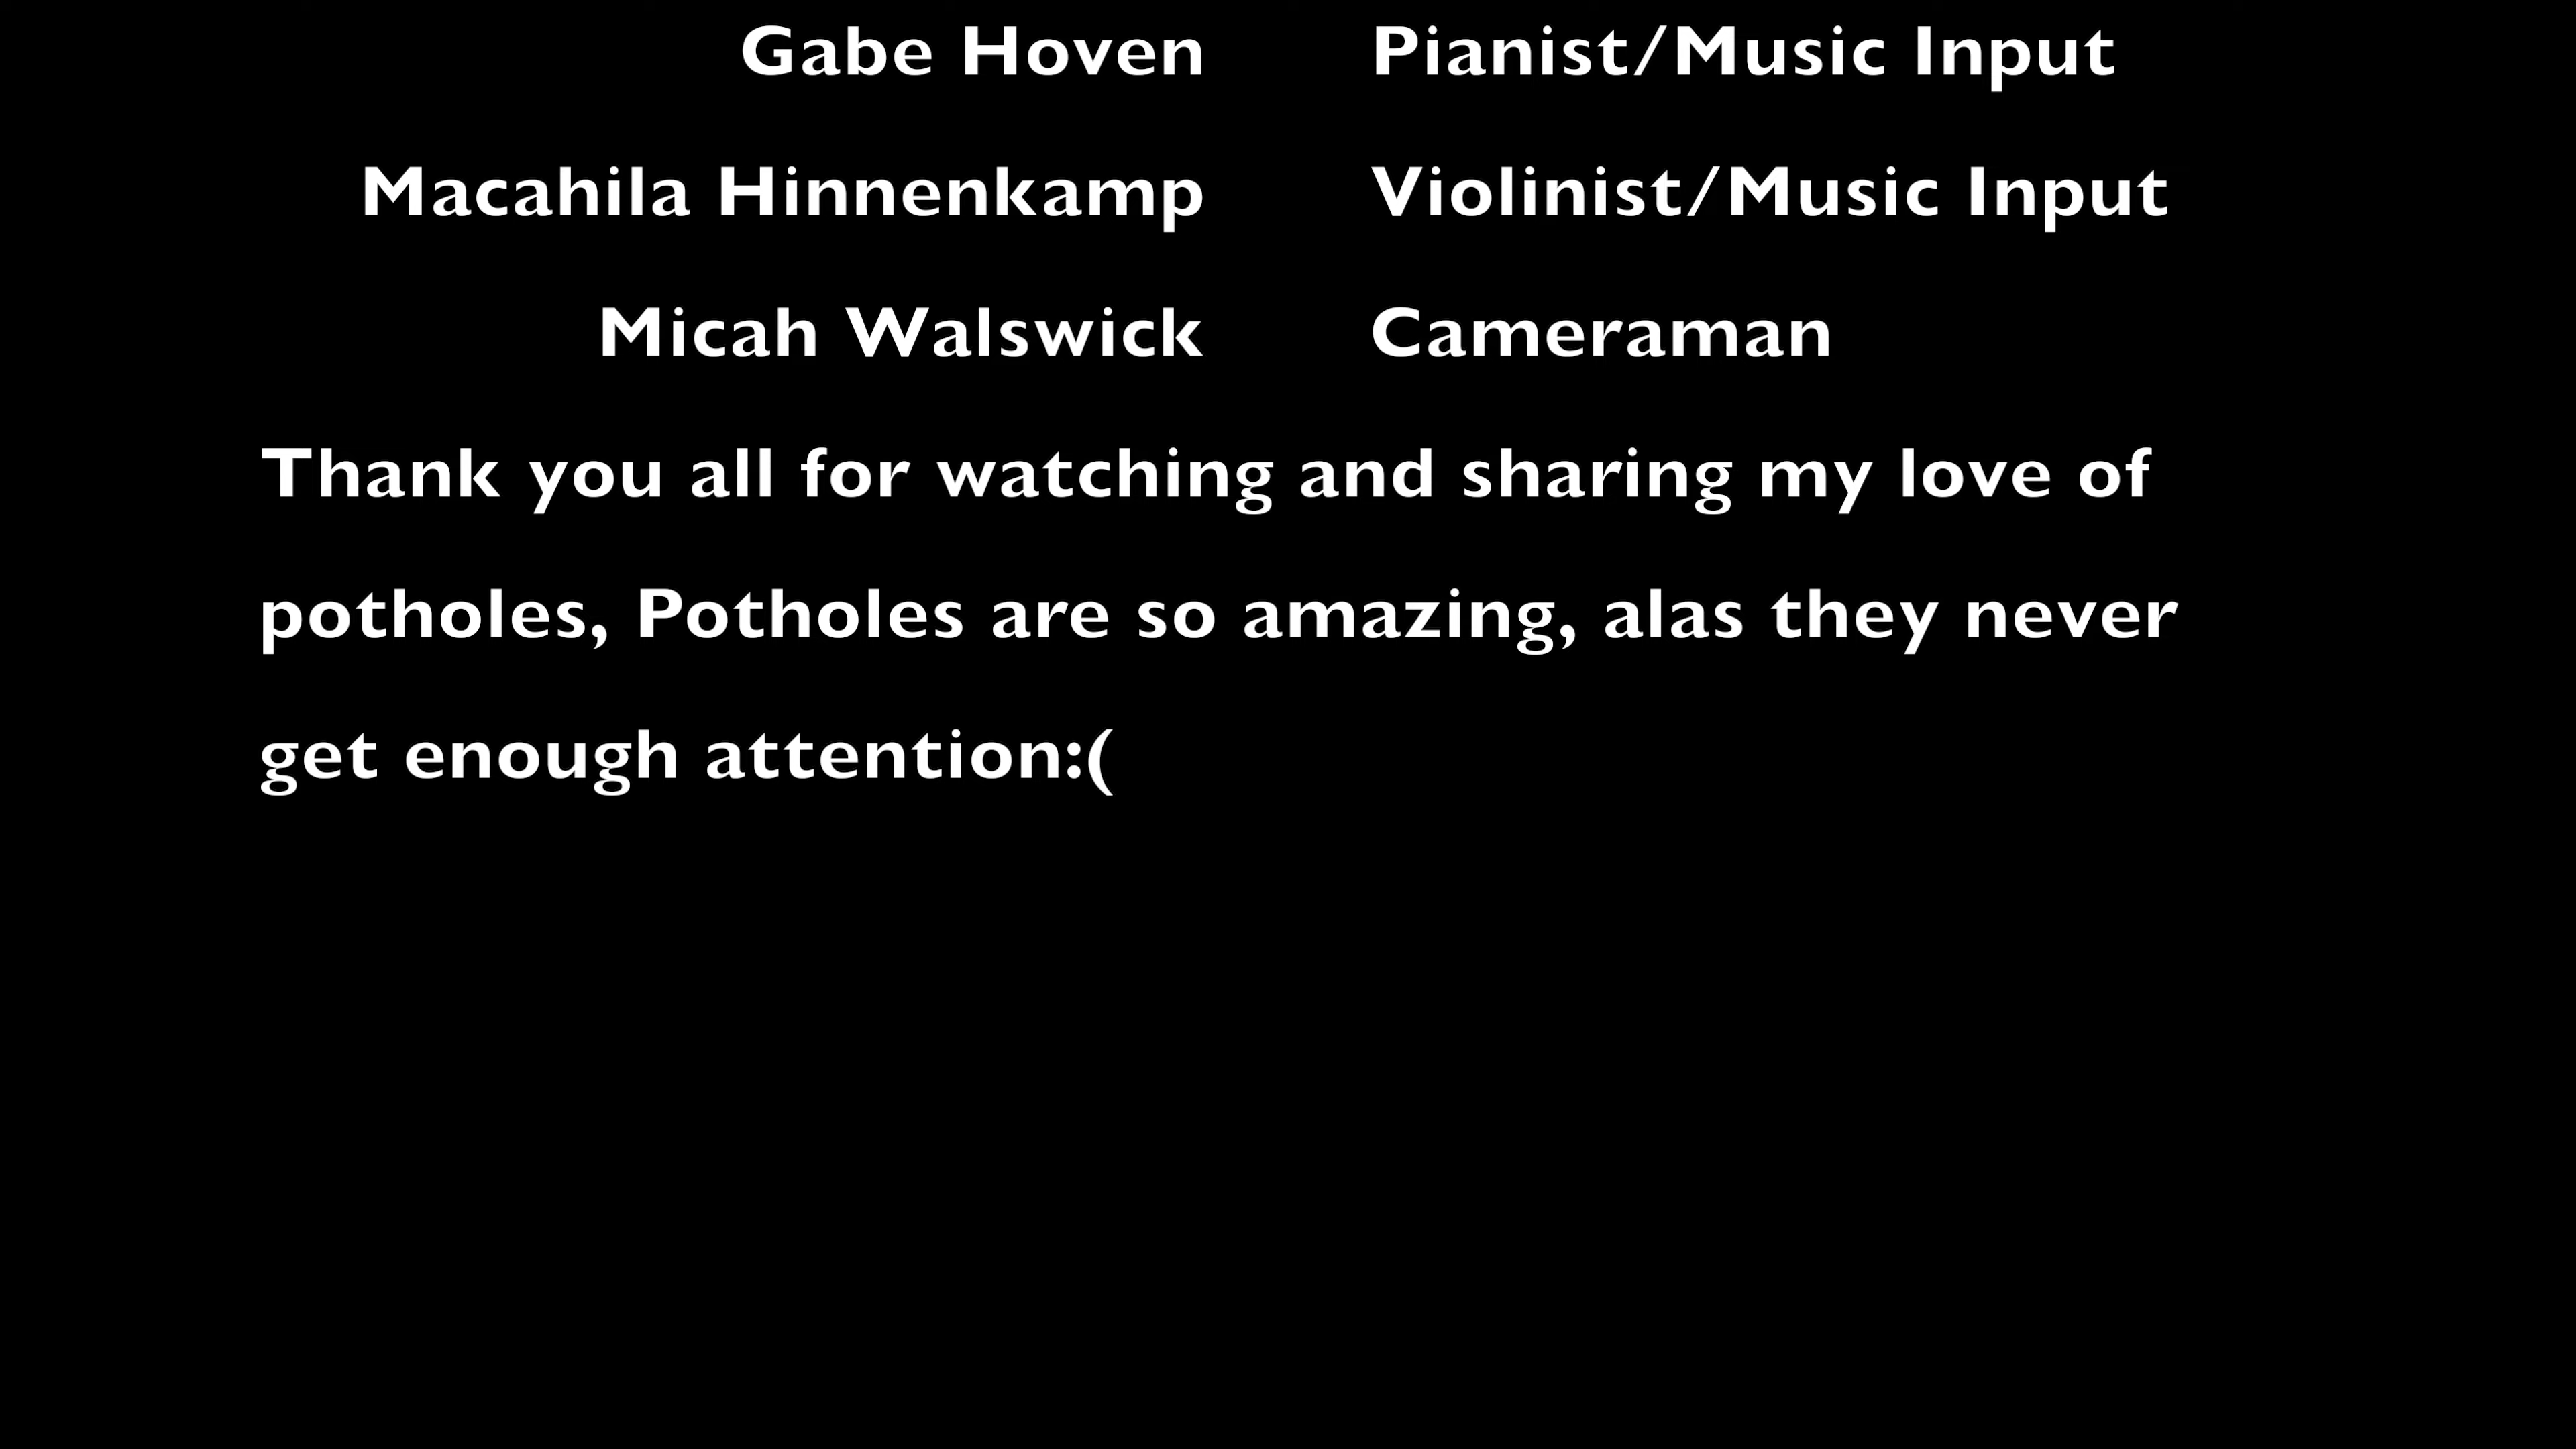 Gabe Hoven Pianist/Music Input
Macahila Hinnenkamp Violinist/Music Input
Micah Walswick Cameraman
Thank you all for watching and sharing my love of
potholes, Potholes are so amazing, alas they never
get enough attention:(